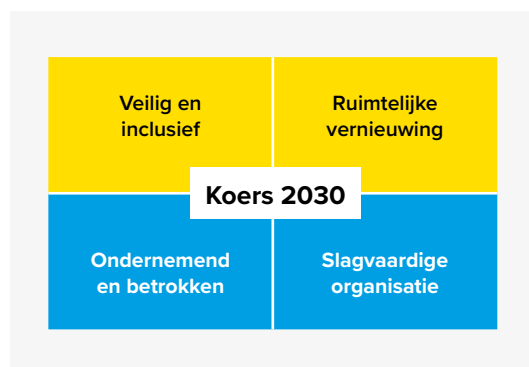 Veilig en
inclusief
Ruimtelijke
vernieuwing
Koers 2030
Ondernemend
en betrokken
Slagvaardige
organisatie